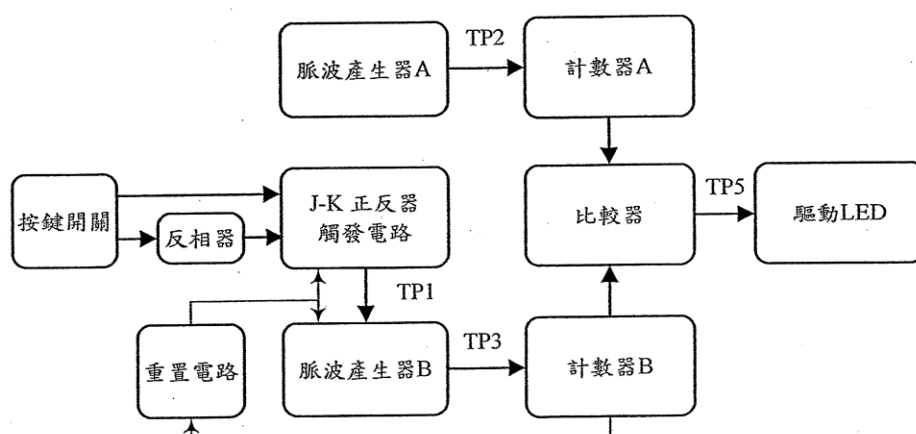 TP2
脈波產生器A
計數器A
按鍵開關
反相器
J-K 正反器
觸發電路
比較器
TP5
驅動LED
TP1
重置電路
脈波產生器B
TP3
計數器B